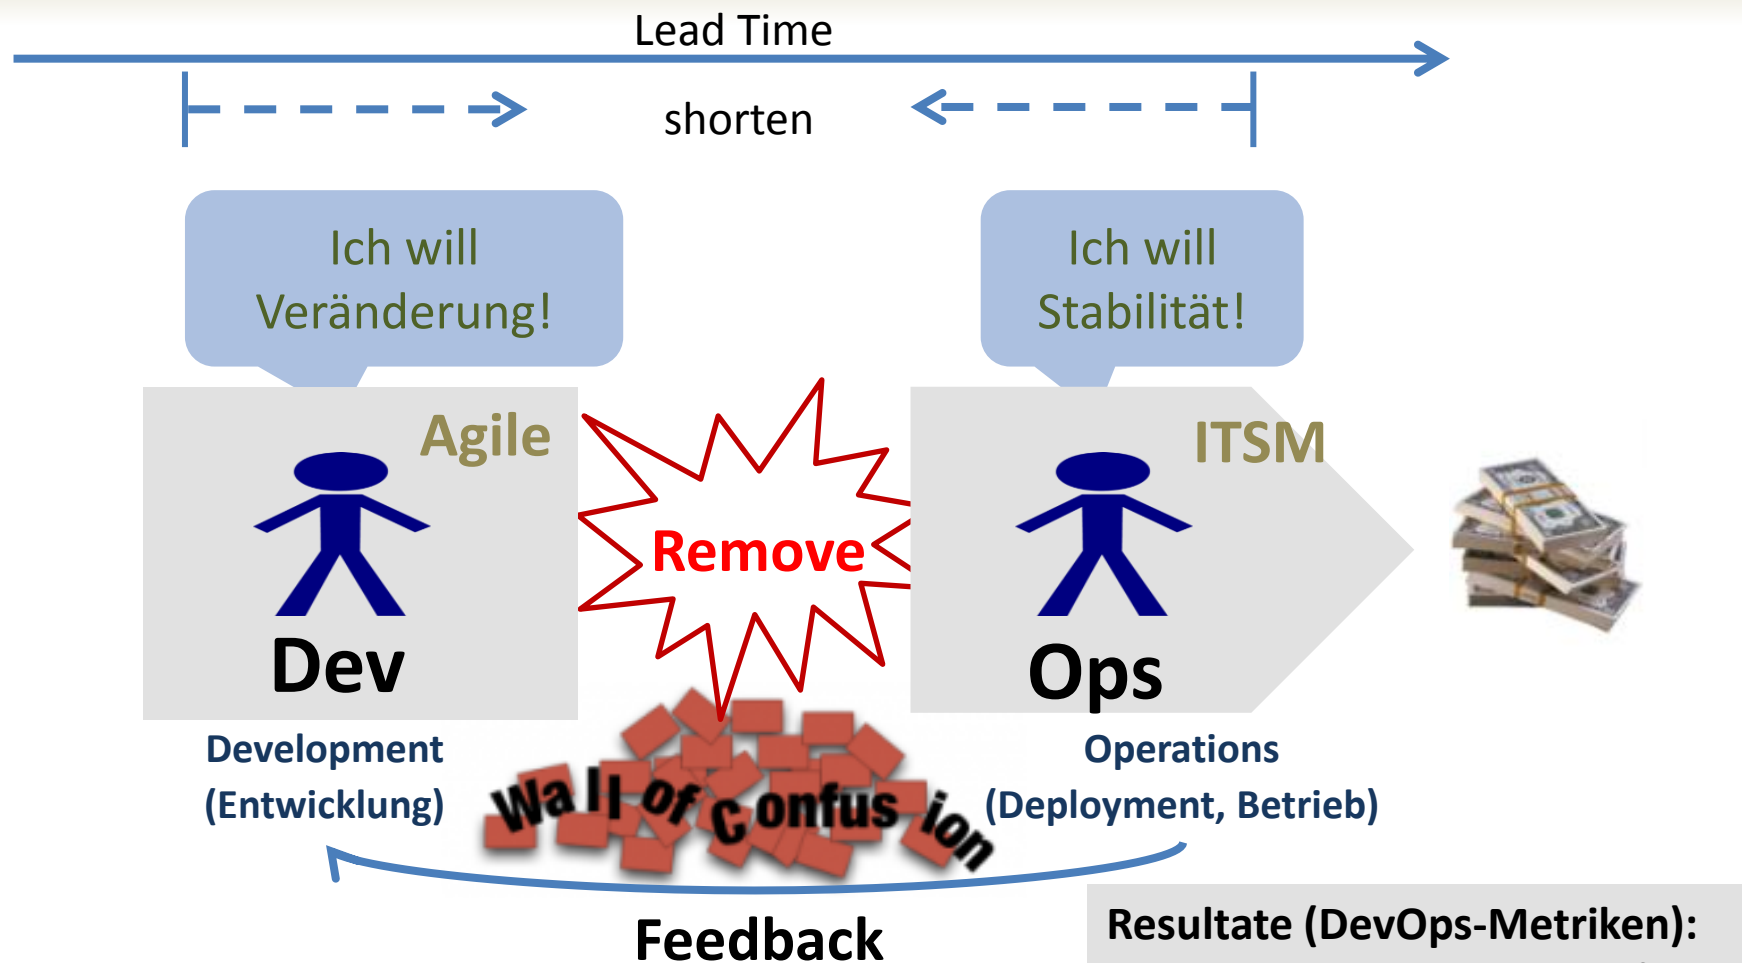 Lead Time
shorten
Ich will
Veränderung!
Ich will
Stabilität!
Agile
ITSM
Remove
Dev
Ops
Development
(Entwicklung)
Operations
(Deployment, Betrieb)
Wall of Confusion
Feedback
Resultate (DevOps-Metriken):